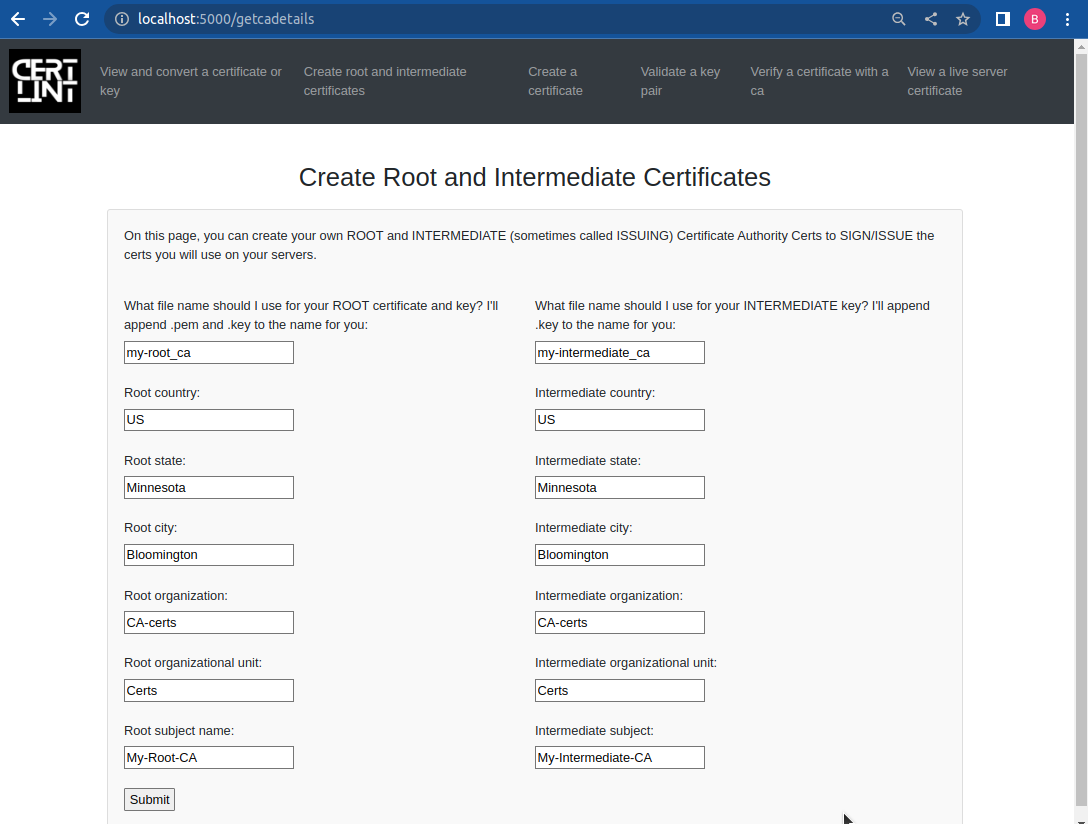 localhost:5000/getcadetails
B
CERT
LINT
View and convert a certificate or
key
Create root and intermediate
certificates
Create a
certificate
Validate a key
pair
Verify a certificate with a
ca
View a live server
certificate
Create Root and Intermediate Certificates
On this page, you can create your own ROOT and INTERMEDIATE (sometimes called ISSUING) Certificate Authority Certs to SIGN/ISSUE the
certs you will use on your servers.
What file name should I use for your ROOT certificate and key? I'll
append .pem and .key to the name for you:
my-root_ca
Root country:
US
Root state:
Minnesota
Root city:
Bloomington
Root organization:
CA-certs
Root organizational unit:
Certs
Root subject name:
My-Root-CA
What file name should I use for your INTERMEDIATE key? I'll append
.key to the name for you:
my-intermediate_ca
Intermediate country:
US
Intermediate state:
Minnesota
Intermediate city:
Bloomington
Intermediate organization:
CA-certs
Intermediate organizational unit:
Certs
Intermediate subject:
My-Intermediate-CA
Submit